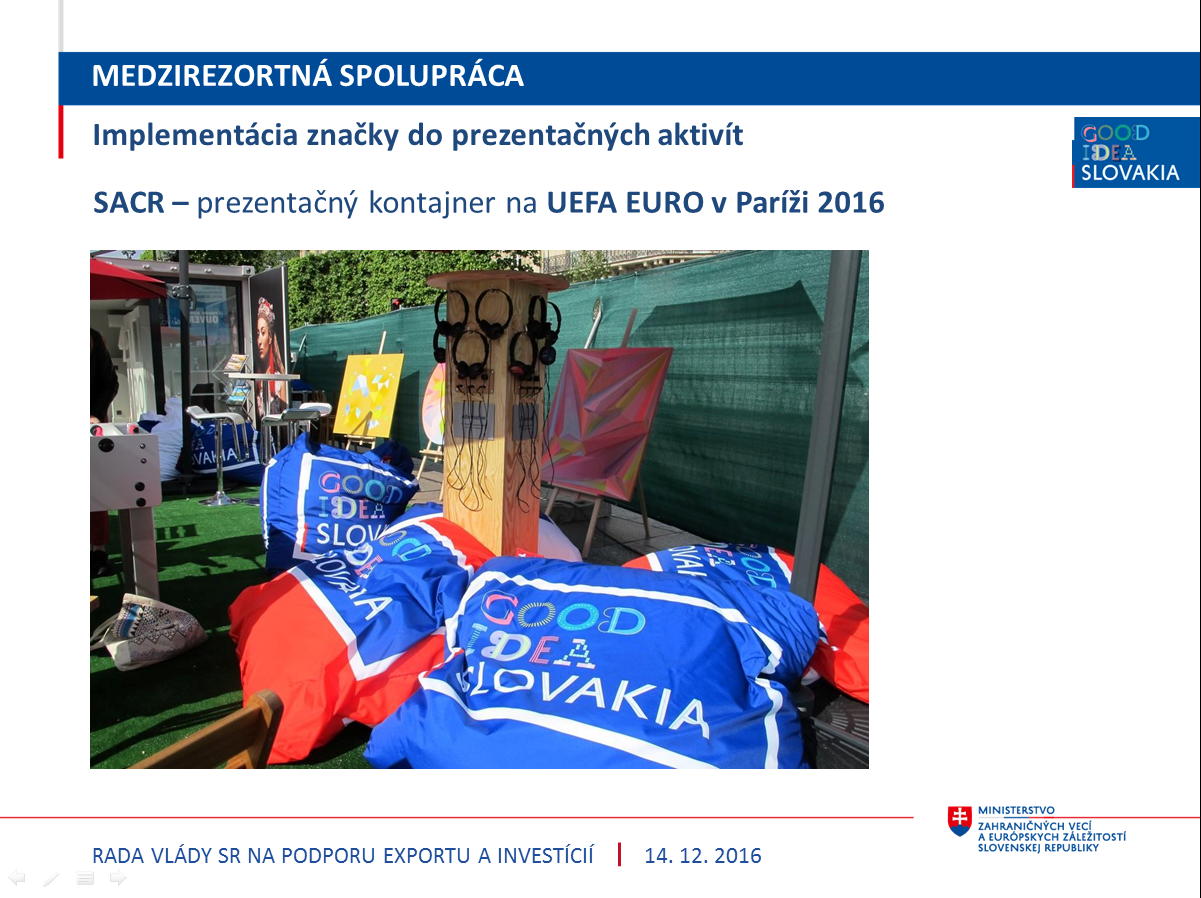 MEDZIREZORTNÁ SPOLUPRÁCA
Implementácia značky do prezentačných aktivít
GOOD
IDEA
SLOVAKIA
SACR – prezentačný kontajner na UEFA EURO v Paríži 2016
GOOD
IDEA
SLOVAKIA
GOOD
IDEA
SLOVAKIA
MINISTERSTVO
ZAHRANIČNÝCH VECÍ
A EURÓPSKYCH ZÁLEŽITOSTÍ
SLOVENSKEJ REPUBLIKY
RADA VLÁDY SR NA PODPORU EXPORTU A INVESTÍCIÍ | 14. 12. 2016